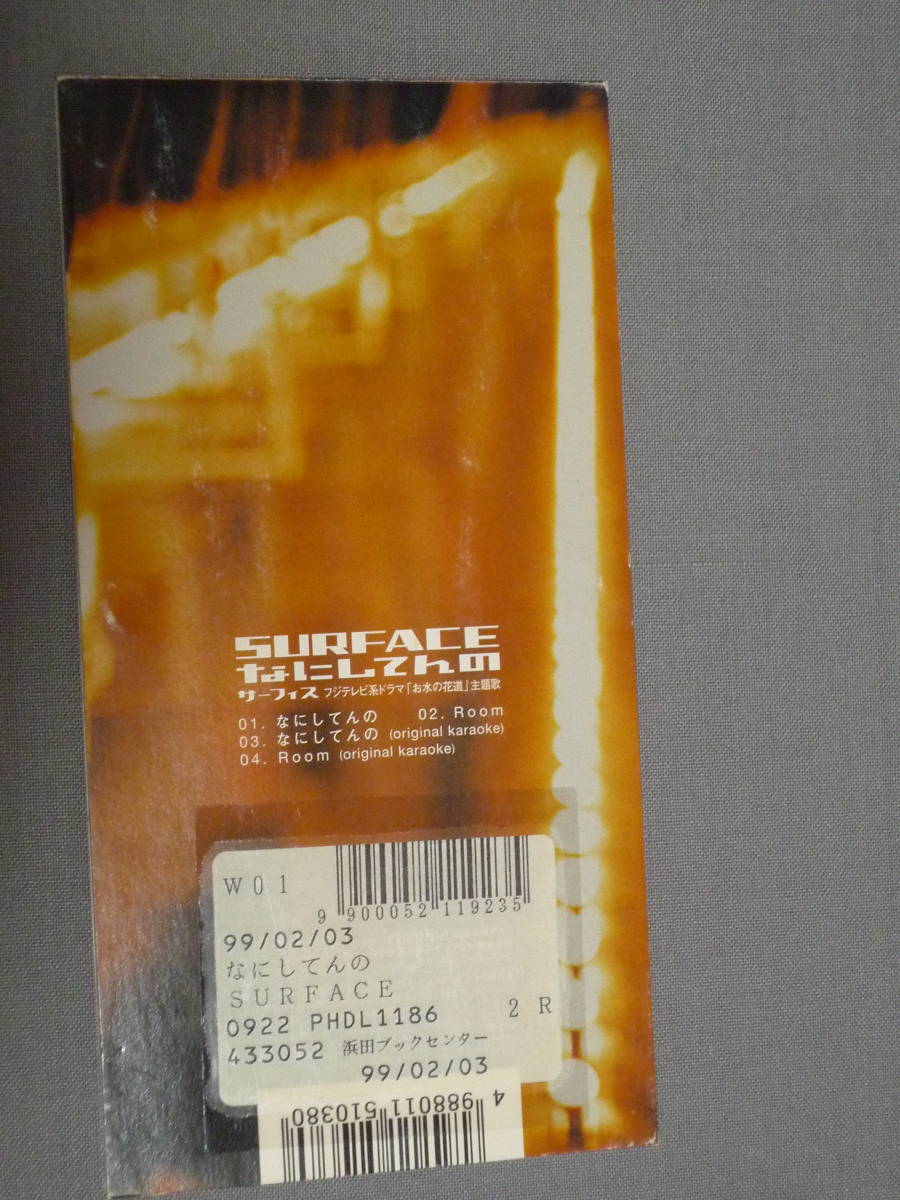 SURFACE
なにしてんの
サーフィス フジテレビ系ドラマ「お水の花道」主題歌
01. なにしてんの 02. Room
03. なにしてんの (original karaoke)
04. Room (original karaoke)
W01
9 900052 119235
99/02/03
なにしてんの
SURFACE
0922 PHDL1186 2 R
433052 浜田ブックセンター
99/02/03
4 988011 510380